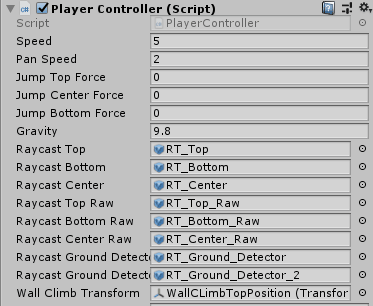 Player Controller (Script)
Script PlayerController
Speed 5
Pan Speed 2
Jump Top Force 0
Jump Center Force 0
Jump Bottom Force 0
Gravity 9.8
Raycast Top RT_Top
Raycast Bottom RT_Bottom
Raycast Center RT_Center
Raycast Top Raw RT_Top_Raw
Raycast Bottom Raw RT_Bottom_Raw
Raycast Center Raw RT_Center_Raw
Raycast Ground Detector RT_Ground_Detector
Raycast Ground Detector RT_Ground_Detector_2
Wall Climb Transform WallCLimbTopPosition (Transfor